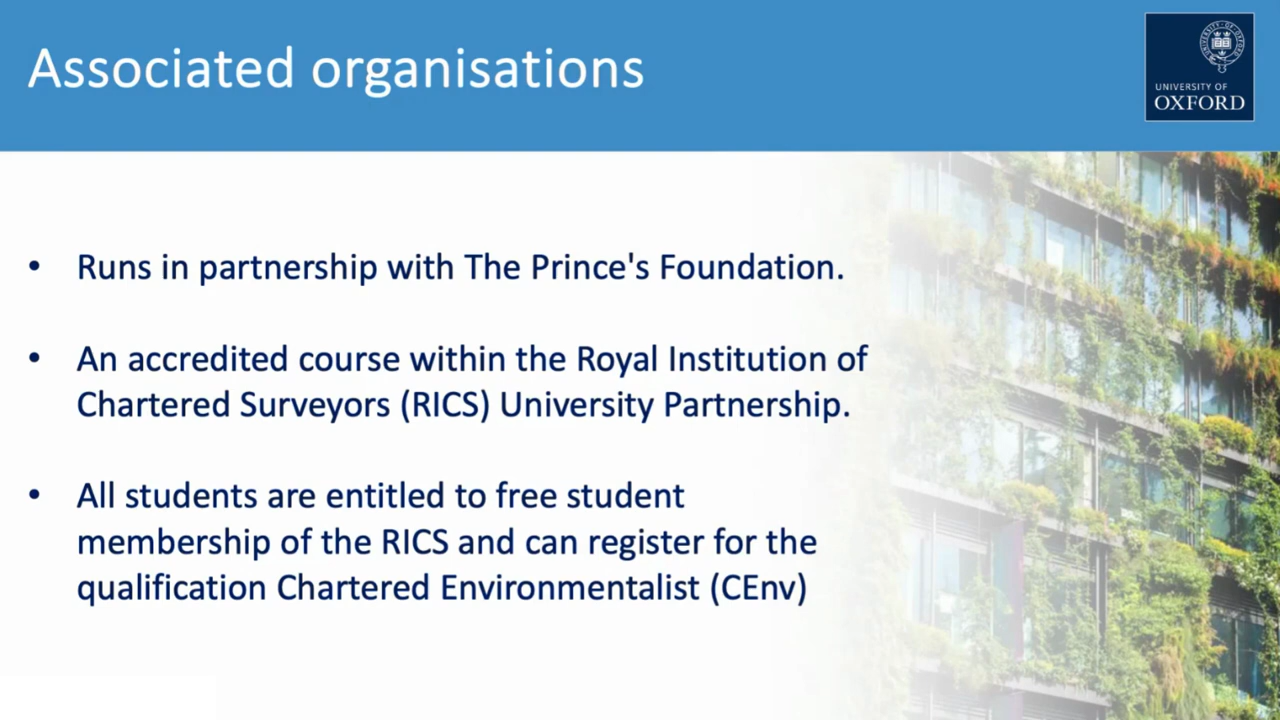 Associated organisations
UNIVERSITY OF
OXFORD
• Runs in partnership with The Prince's Foundation.
• An accredited course within the Royal Institution of
Chartered Surveyors (RICS) University Partnership.
• All students are entitled to free student
membership of the RICS and can register for the
qualification Chartered Environmentalist (CEnv)